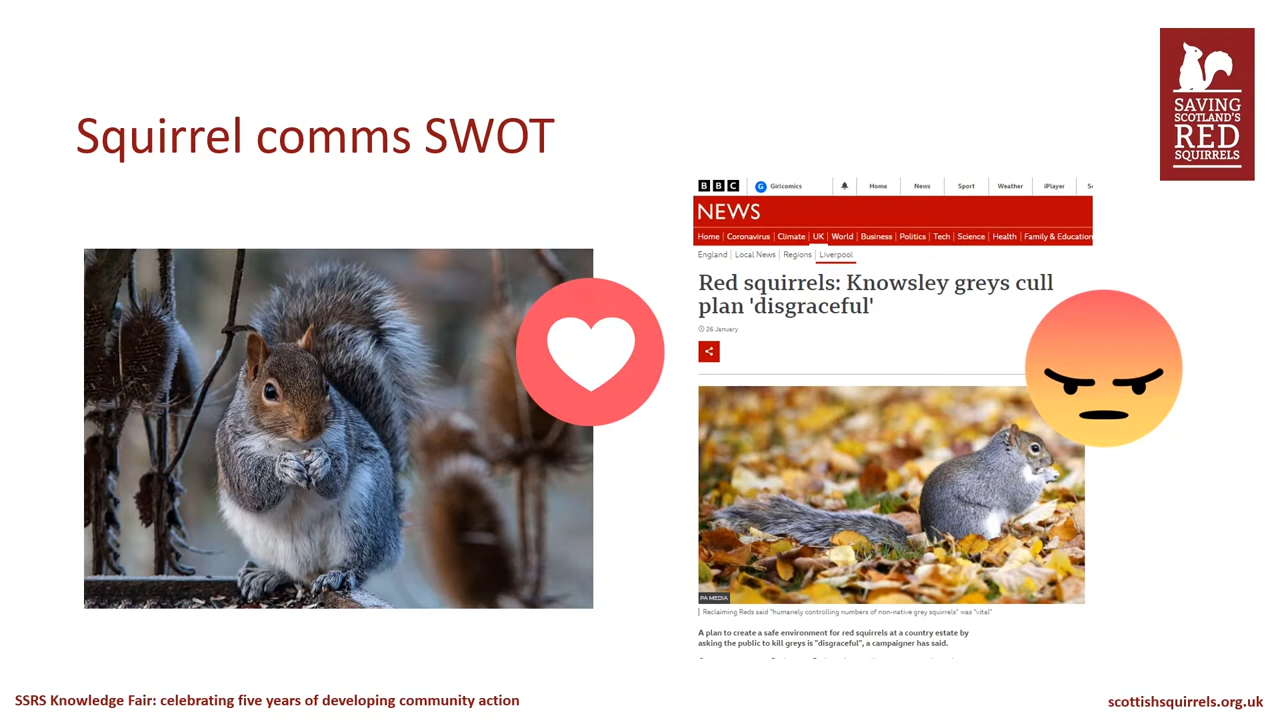 Squirrel comms SWOT
SAVING
SCOTLAND'S
RED
SQUIRRELS
BBC
G Girlcomics Home News Sport Weather iPlayer
NEWS
Home Coronavirus Climate UK World Business Politics Tech Science Health Family & Education
England Local News Regions Liverpool
Red squirrels: Knowsley greys cull
plan 'disgraceful'
26 January
PA MEDIA
Reclaiming Reds said "humanely controlling numbers of non-native grey squirrels" was "vital"
A plan to create a safe environment for red squirrels at a country estate by
asking the public to kill greys is "disgraceful", a campaigner has said.
SSRS Knowledge Fair: celebrating five years of developing community action
scottishsquirrels.org.uk